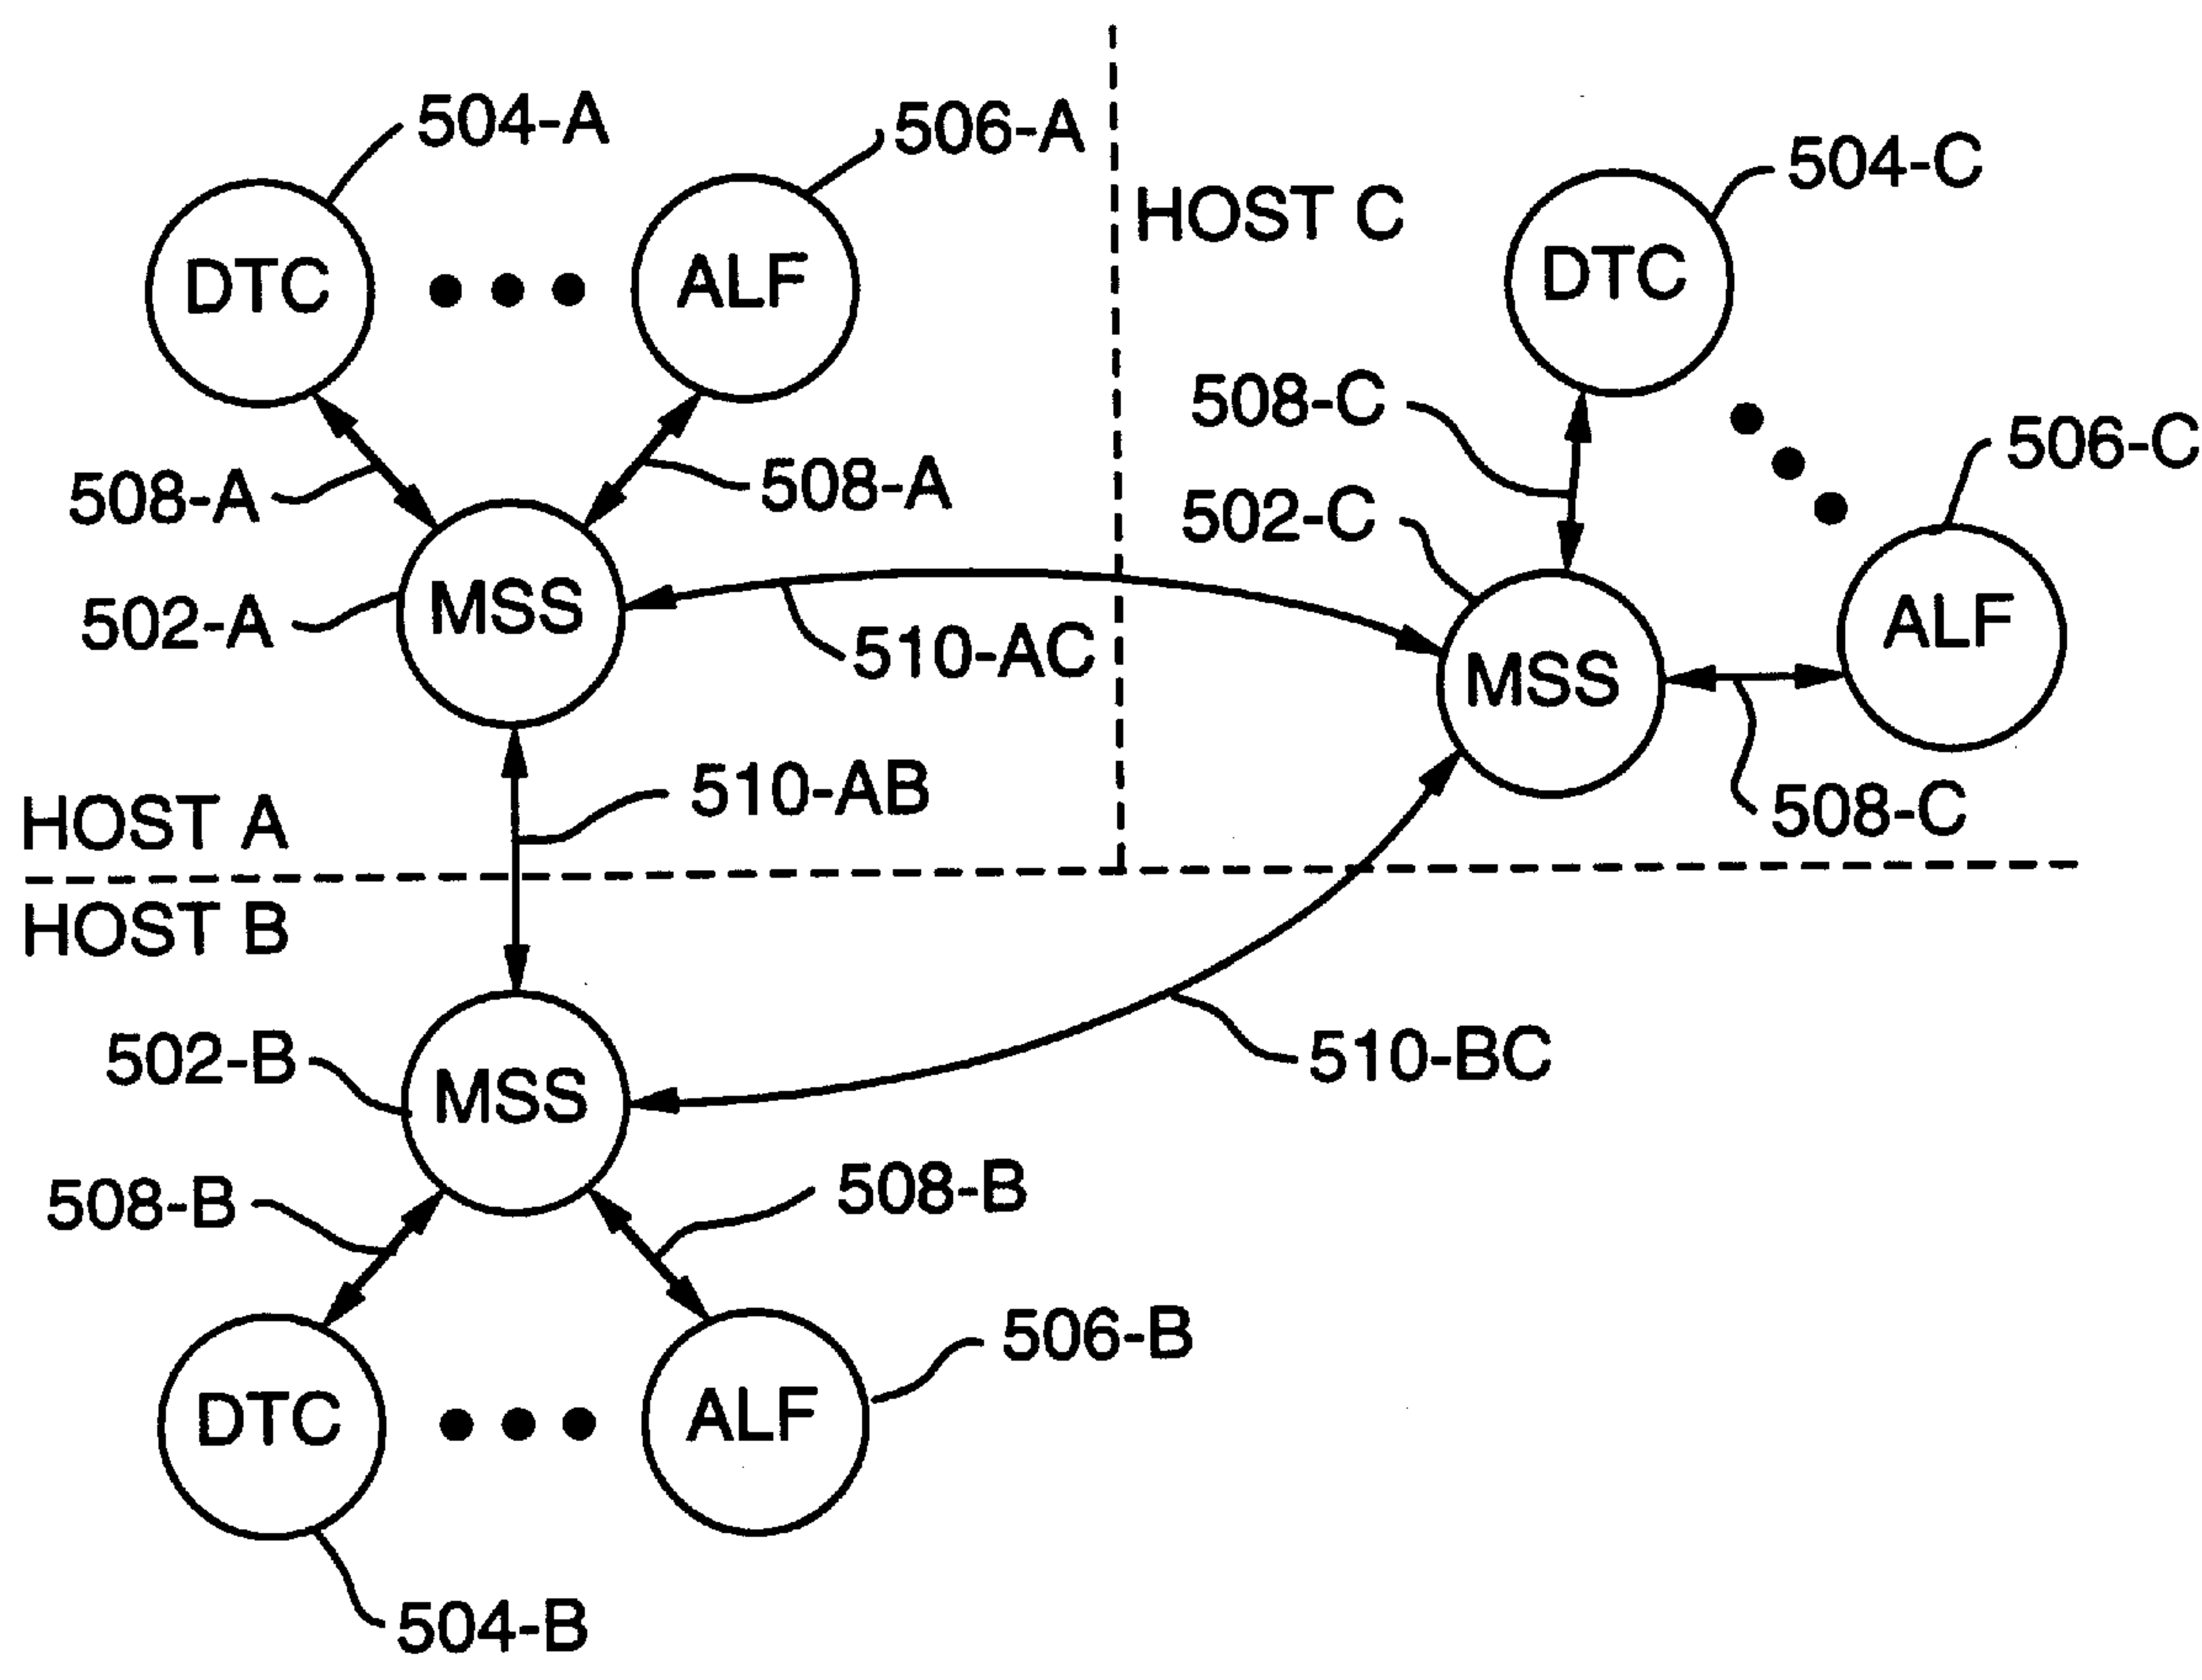 504-A
506-A
504-C
HOST C
DTC
ALF
DTC
508-C
506-C
508-A
508-A
502-C
MSS
ALF
502-A
510-AC
MSS
510-AB
508-C
HOST A
HOST B
502-B
510-BC
MSS
508-B
508-B
506-B
DTC
ALF
504-B